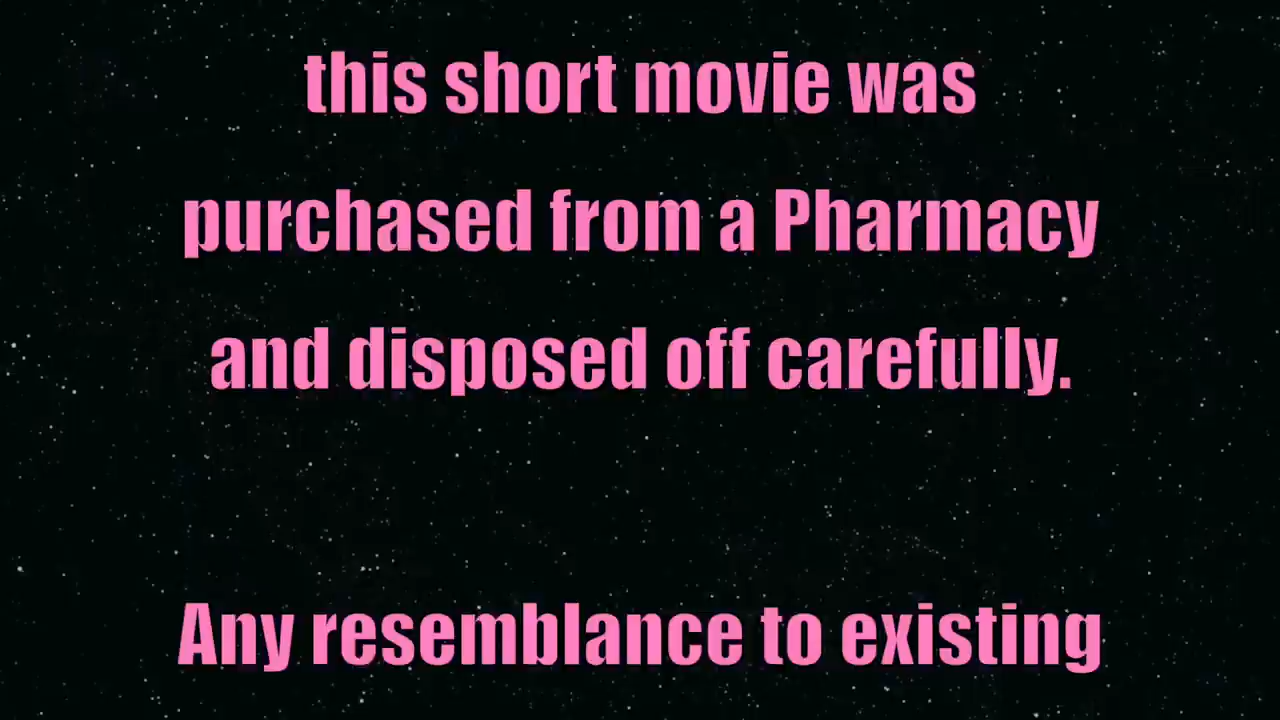 this short movie was
purchased from a Pharmacy
and disposed off carefully.
Any resemblance to existing